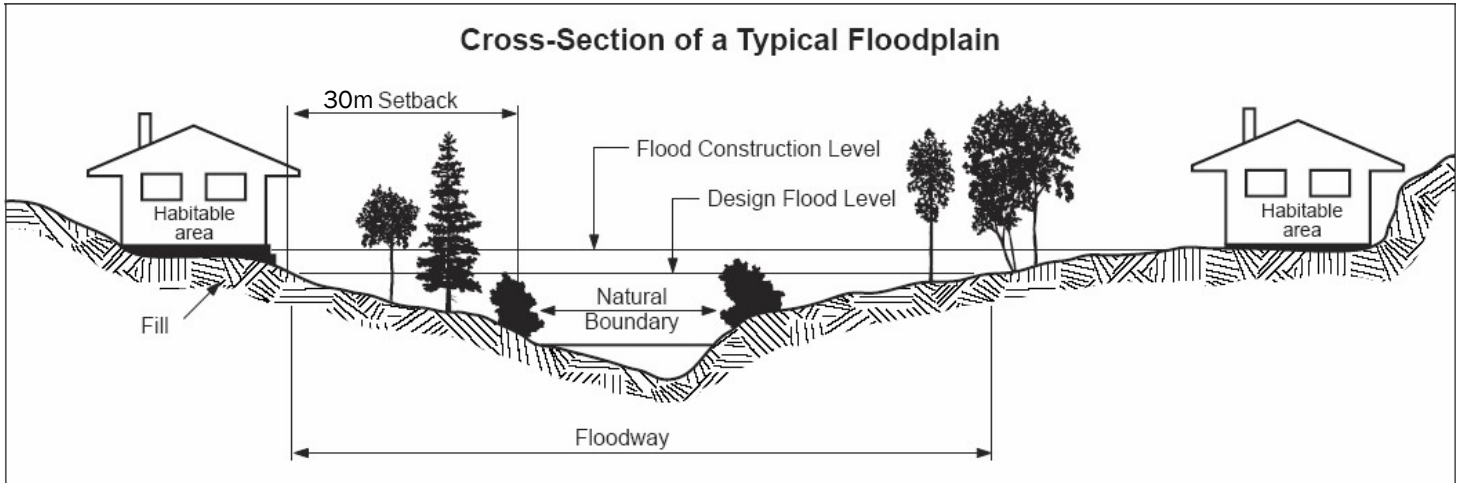 Cross-Section of a Typical Floodplain
30m Setback
Flood Construction Level
Design Flood Level
Habitable
area
Habitable
area
Natural
Boundary
Fill
Floodway